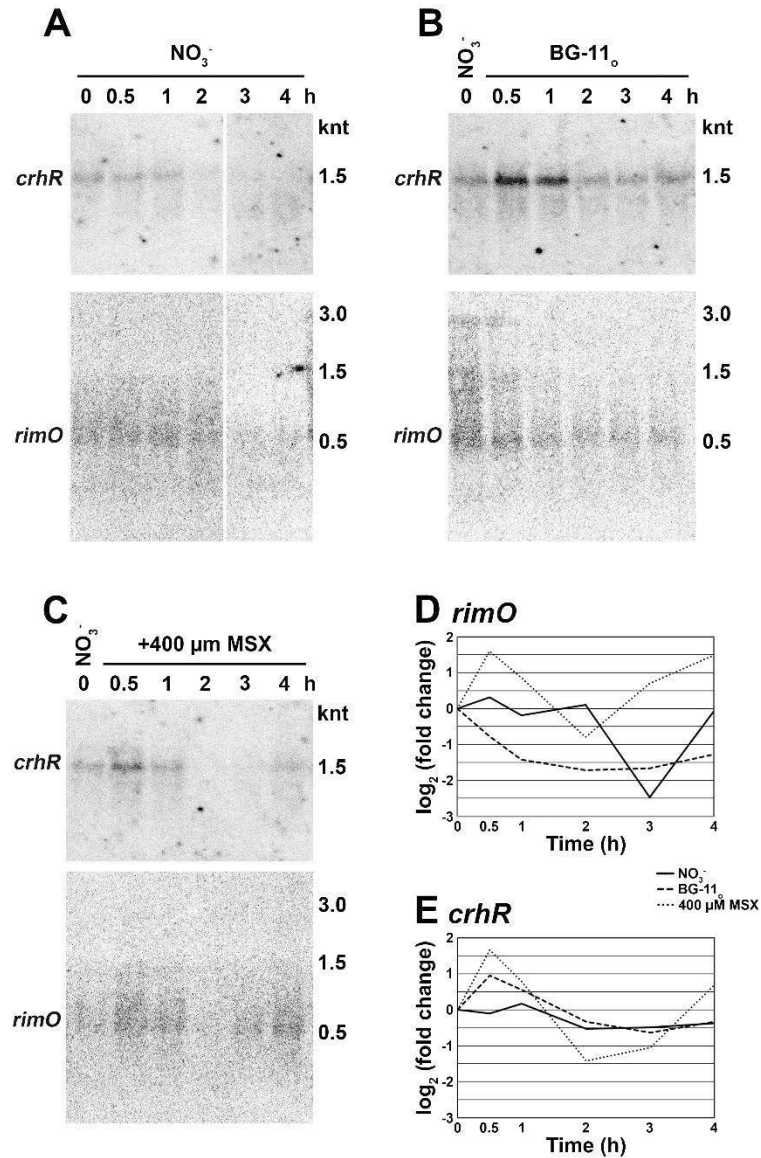 A
NO₃⁻
0 0.5 1 2 3 4 h
knt
crhR
1.5
3.0
1.5
rimO
0.5
B
NO₃⁻
BG-11ₒ
0 0.5 1 2 3 4 h
knt
crhR
1.5
3.0
1.5
rimO
0.5
C
NO₃⁻
+400 µm MSX
0 0.5 1 2 3 4 h
knt
crhR
1.5
3.0
1.5
rimO
0.5
D rimO
log₂ (fold change)
2
1
0
-1
-2
-3
0 0.5 1 2 3 4
Time (h)
NO₃⁻
BG-11ₒ
400 µM MSX
E crhR
log₂ (fold change)
2
1
0
-1
-2
-3
0 0.5 1 2 3 4
Time (h)